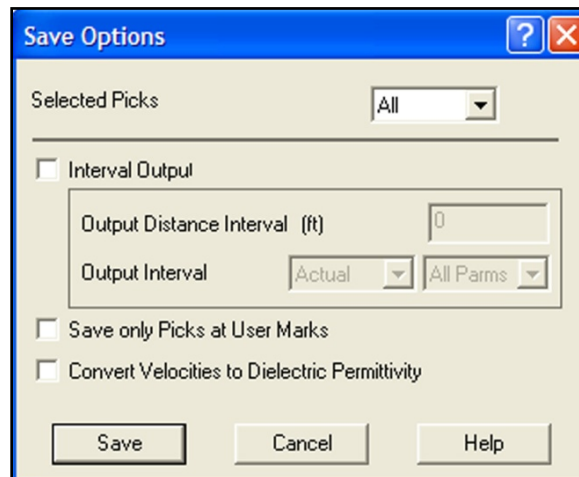 Save Options
Selected Picks All
Interval Output
Output Distance Interval (ft) 0
Output Interval Actual All Parms
Save only Picks at User Marks
Convert Velocities to Dielectric Permittivity
Save Cancel Help